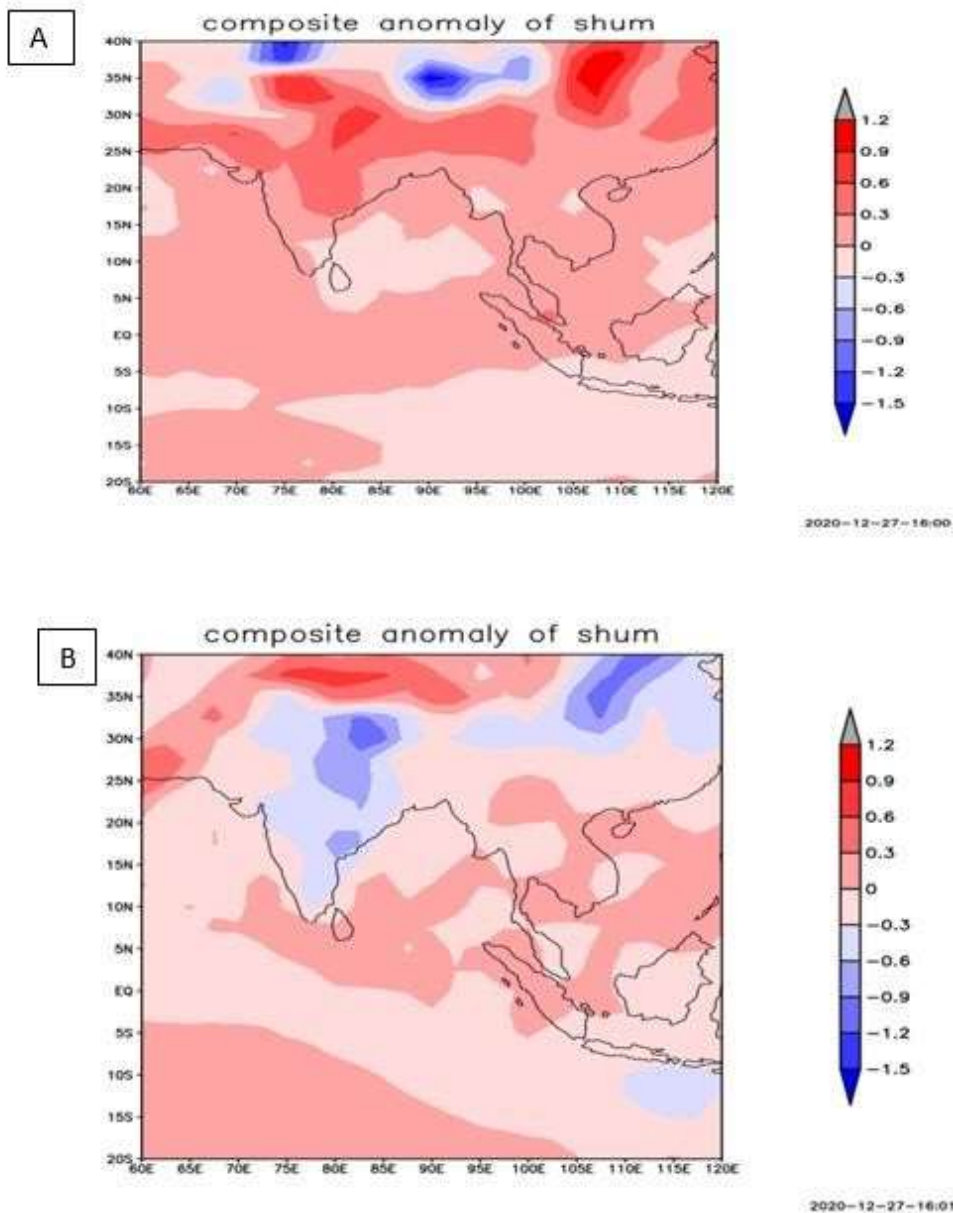 A
composite anomaly of shum
40N
35N
30N
25N
20N
15N
10N
5N
EQ
5S
10S
15S
20S
60E 65E 70E 75E 80E 85E 90E 95E 100E 105E 110E 115E 120E
1.2
0.9
0.6
0.3
0
−0.3
−0.6
−0.9
−1.2
−1.5
2020−12−27−16:00
B
composite anomaly of shum
40N
35N
30N
25N
20N
15N
10N
5N
EQ
5S
10S
15S
20S
60E 65E 70E 75E 80E 85E 90E 95E 100E 105E 110E 115E 120E
1.2
0.9
0.6
0.3
0
−0.3
−0.6
−0.9
−1.2
−1.5
2020−12−27−16:01